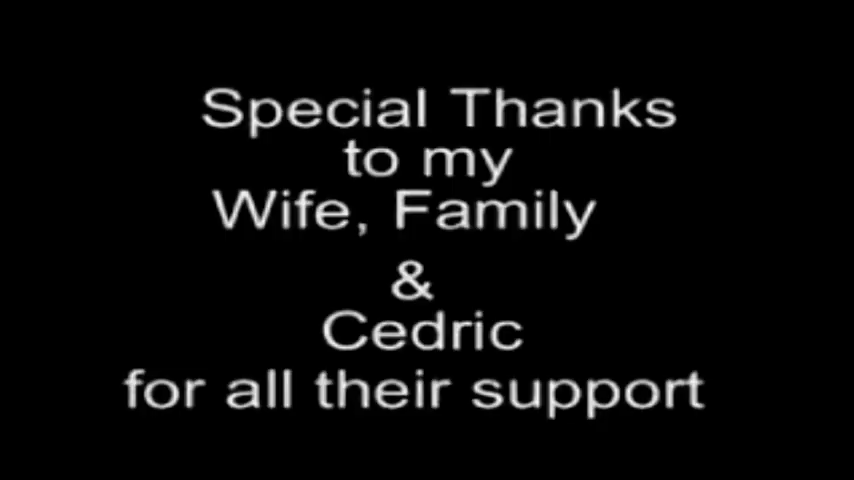 Special Thanks
to my
Wife, Family
&
Cedric
for all their support